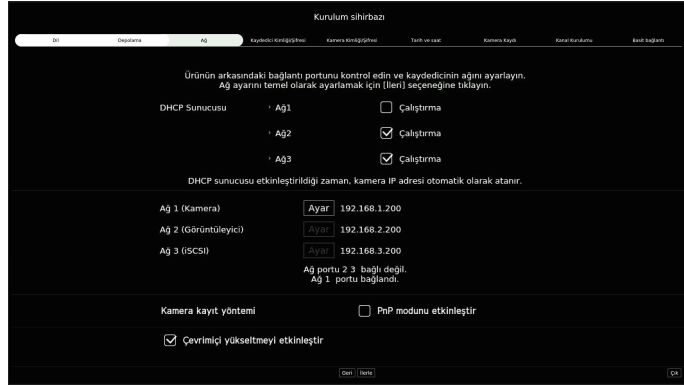 Kurulum sihirbazı
Dil Depolama Ağ Kaydedici Kimliği/Şifresi Kamera Kimliği/Şifresi Tarih ve saat Kamera Kaydı Kanal Kurulumu Basit bağlantı
Ürünün arkasındaki bağlantı portunu kontrol edin ve kaydedicinin ağını ayarlayın.
Ağ ayarını temel olarak ayarlamak için [İleri] seçeneğine tıklayın.
DHCP Sunucusu Ağ1 Çalıştırma
Ağ2 Çalıştırma
Ağ3 Çalıştırma
DHCP sunucusu etkinleştirildiği zaman, kamera IP adresi otomatik olarak atanır.
Ağ 1 (Kamera) Ayar 192.168.1.200
Ağ 2 (Görüntüleyici) Ayar 192.168.2.200
Ağ 3 (iSCSI) Ayar 192.168.3.200
Ağ portu 2 3 bağlı değil.
Ağ 1 portu bağlandı.
Kamera kayıt yöntemi PnP modunu etkinleştir
Çevrimiçi yükseltmeyi etkinleştir
Geri İlerle Çık